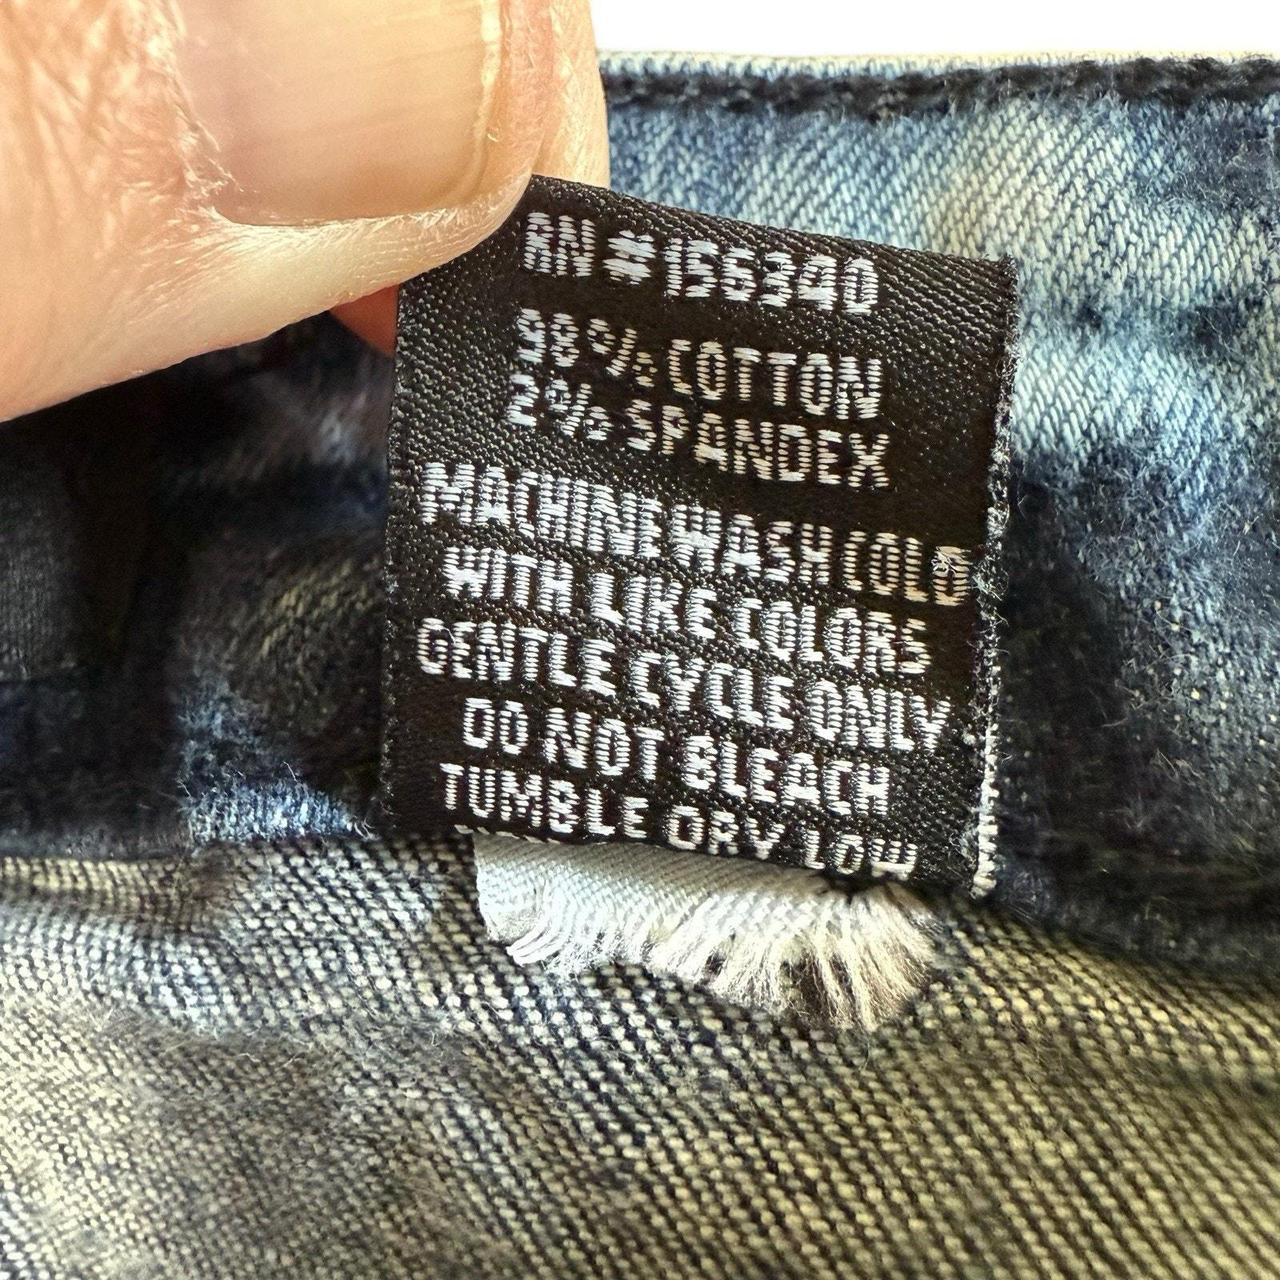 RN #156340
98% COTTON
2% SPANDEX
MACHINE WASH COLD
WITH LIKE COLORS
GENTLE CYCLE ONLY
DO NOT BLEACH
TUMBLE DRY LOW